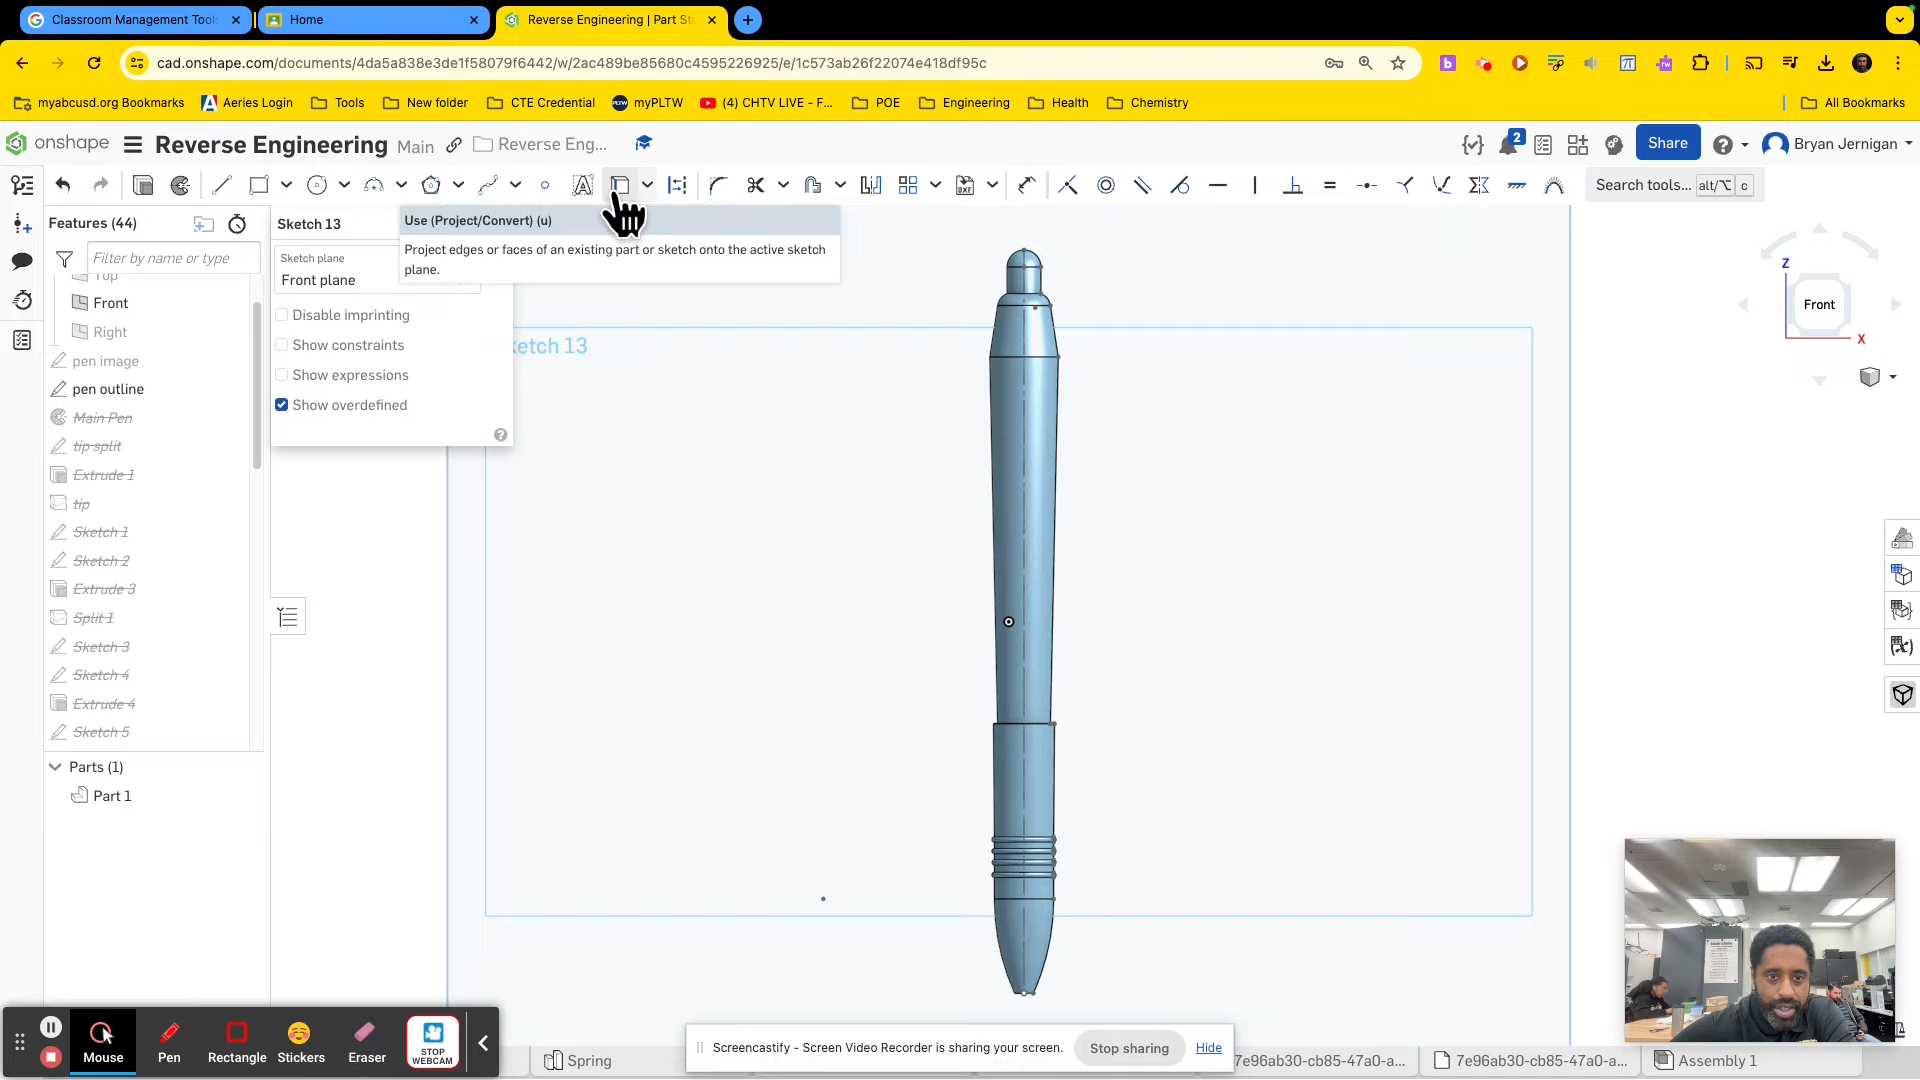 Classroom Management Tool
Home
Reverse Engineering | Part St
cad.onshape.com/documents/4da5a838e3de1f58079f6442/w/2ac489be85680c4595226925/e/1c573ab26f22074e418df95c
myabcusd.org Bookmarks
Aeries Login
Tools
New folder
CTE Credential
myPLTW
(4) CHTV LIVE - F...
POE
Engineering
Health
Chemistry
All Bookmarks
onshape
Reverse Engineering
Main
Reverse Eng...
2
Share
Bryan Jernigan
Search tools...
alt/⌥
c
Features (44)
Filter by name or type
Top
Front
Right
pen image
pen outline
Main Pen
tip split
Extrude 1
tip
Sketch 1
Sketch 2
Extrude 3
Split 1
Sketch 3
Sketch 4
Extrude 4
Sketch 5
Parts (1)
Part 1
Sketch 13
Sketch plane
Front plane
Disable imprinting
Show constraints
Show expressions
Show overdefined
Use (Project/Convert) (u)
Project edges or faces of an existing part or sketch onto the active sketch
plane.
ketch 13
Z
Front
X
Mouse
Pen
Rectangle
Stickers
Eraser
STOP
WEBCAM
Spring
Screencastify - Screen Video Recorder is sharing your screen.
Stop sharing
Hide
7e96ab30-cb85-47a0-a...
7e96ab30-cb85-47a0-a...
Assembly 1